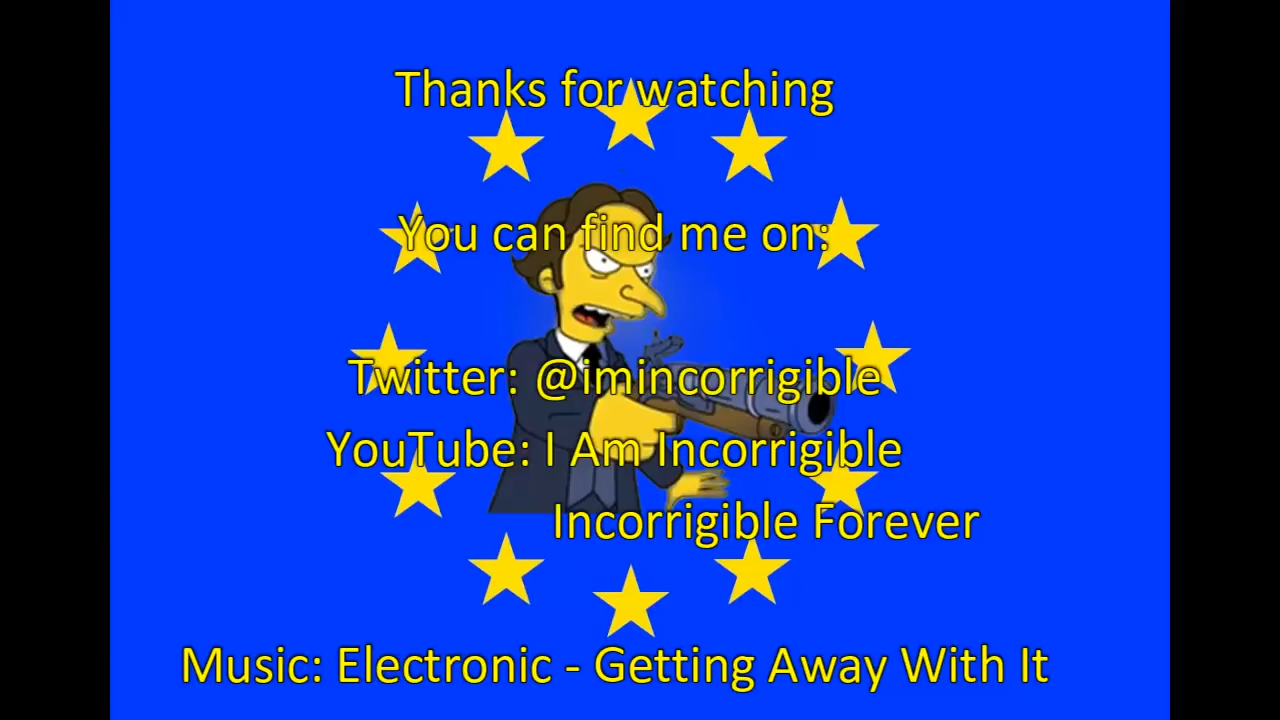 Thanks for watching
You can find me on:
Twitter: @imincorrigible
YouTube: I Am Incorrigible
Incorrigible Forever
Music: Electronic - Getting Away With It